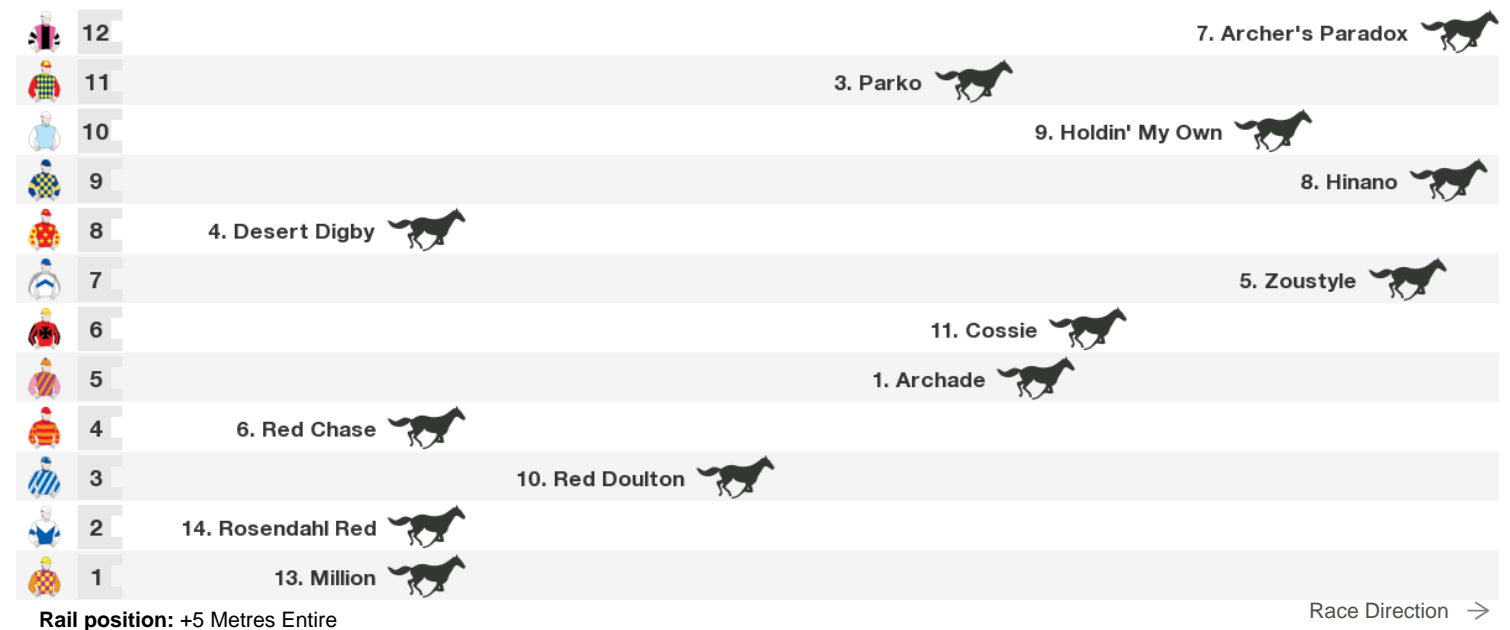 12 7. Archer's Paradox
11 3. Parko
10 9. Holdin' My Own
9 8. Hinano
8 4. Desert Digby
7 5. Zoustyle
6 11. Cossie
5 1. Archade
4 6. Red Chase
3 10. Red Doulton
2 14. Rosendahl Red
1 13. Million
Rail position: +5 Metres Entire
Race Direction →